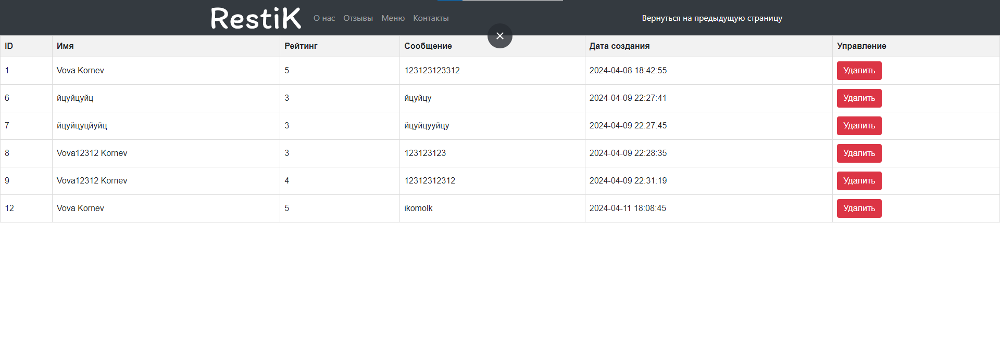 RestiK О нас Отзывы Меню Контакты Вернуться на предыдущую страницу
ID Имя Рейтинг Сообщение Дата создания Управление
1 Vova Kornev 5 123123123312 2024-04-08 18:42:55 Удалить
6 йцуйцуйц 3 йцуйцу 2024-04-09 22:27:41 Удалить
7 йцуйцуцйуйц 3 йцуйцууйцу 2024-04-09 22:27:45 Удалить
8 Vova12312 Kornev 3 123123123 2024-04-09 22:28:35 Удалить
9 Vova12312 Kornev 4 12312312312 2024-04-09 22:31:19 Удалить
12 Vova Kornev 5 ikomolk 2024-04-11 18:08:45 Удалить